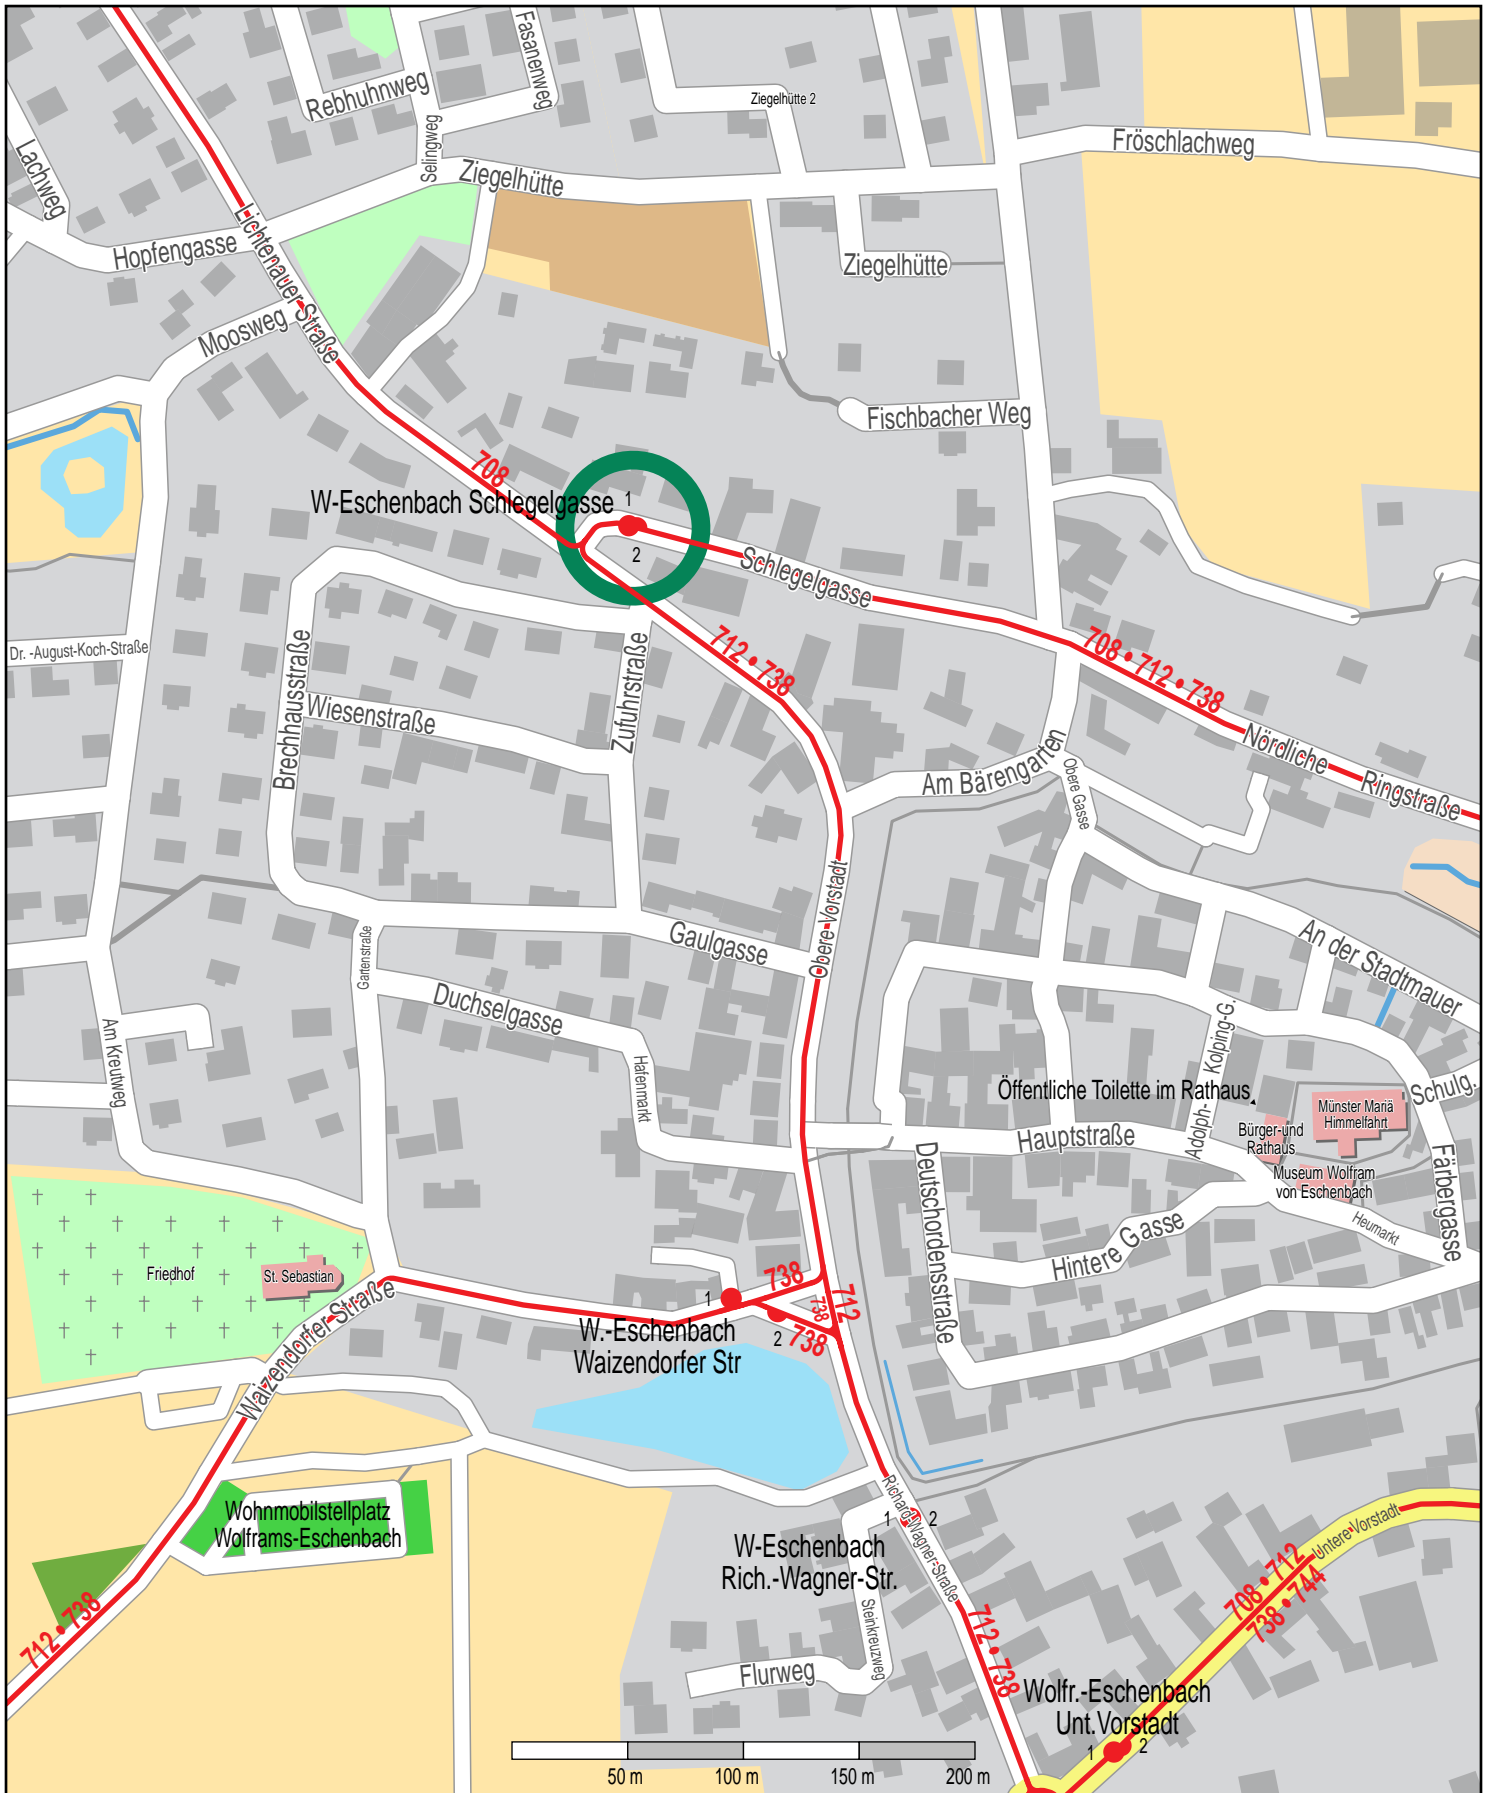 Fasanenweg
Rebhuhnweg
Ziegelhütte 2
Selingweg
Fröschlachweg
Lachweg
Ziegelhütte
Hopfengasse
Lichtenauer Straße
Ziegelhütte
Moosweg
Fischbacher Weg
708
W-Eschenbach Schlegelgasse
1
2
Schlegelgasse
Dr. -August-Koch-Straße
Brechhausstraße
Zufuhrstraße
712 • 738
708 • 712 • 738
Wiesenstraße
Nördliche
Ringstraße
Am Bärengarten
Obere Gasse
Obere Vorstadt
Gaulgasse
Gartenstraße
An der Stadtmauer
Duchselgasse
Am Kreutweg
Hafenmarkt
Adolph- Kolping-G.
Öffentliche Toilette im Rathaus
Schulg.
Münster Mariä
Himmelfahrt
Bürger-und
Rathaus
Hauptstraße
Deutschordensstraße
Museum Wolfram
von Eschenbach
Färbergasse
Heumarkt
Hintere Gasse
Friedhof
St. Sebastian
Waizendorfer Straße
738
712
738
738
1
2
W.-Eschenbach
Waizendorfer Str
Wohnmobilstellplatz
Wolframs-Eschenbach
Richard-Wagner-Straße
1
2
W-Eschenbach
Rich.-Wagner-Str.
Untere Vorstadt
708 • 712
738 • 744
712 • 738
Steinkreuzweg
712 • 738
Flurweg
Wolfr.-Eschenbach
Unt.Vorstadt
1
2
50 m
100 m
150 m
200 m